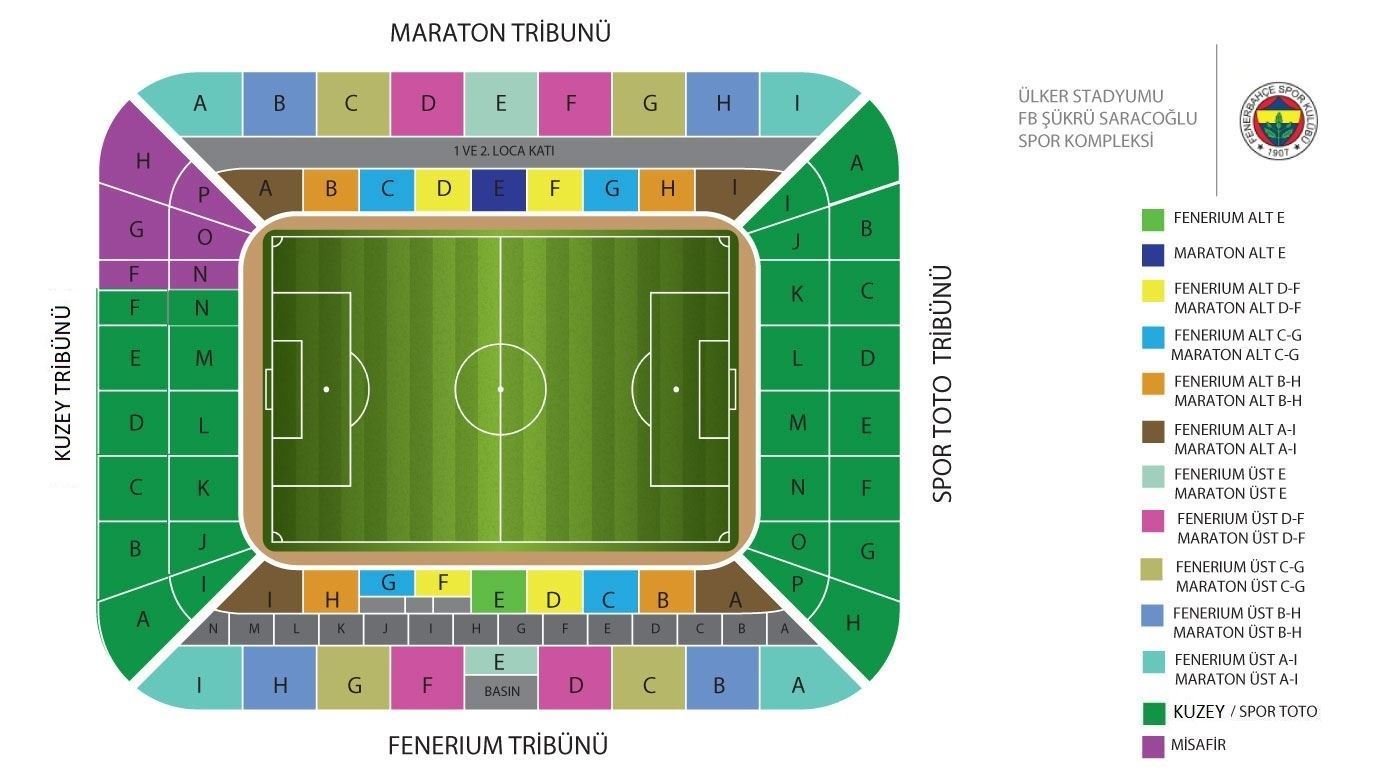 MARATON TRİBUNÜ
A B C D E F G H I
1 VE 2. LOCA KATI
A B C D E F G H I
KUZEY TRİBÜNÜ
H P
G O
F N
F N
E M
D L
C K
B J
A I
SPOR TOTO TRİBÜNÜ
I A
J B
K C
L D
M E
N F
O G
P H
I H G F E D C B A
N M L K J I H G F E D C B A
I H G F E D C B A
BASIN
FENERIUM TRİBÜNÜ
ÜLKER STADYUMU
FB ŞÜKRÜ SARACOĞLU
SPOR KOMPLEKSİ
FENERBAHÇE SPOR KULÜBÜ
★ 1907 ★
FENERIUM ALT E
MARATON ALT E
FENERIUM ALT D-F
MARATON ALT D-F
FENERIUM ALT C-G
MARATON ALT C-G
FENERIUM ALT B-H
MARATON ALT B-H
FENERIUM ALT A-I
MARATON ALT A-I
FENERIUM ÜST E
MARATON ÜST E
FENERIUM ÜST D-F
MARATON ÜST D-F
FENERIUM ÜST C-G
MARATON ÜST C-G
FENERIUM ÜST B-H
MARATON ÜST B-H
FENERIUM ÜST A-I
MARATON ÜST A-I
KUZEY / SPOR TOTO
MİSAFİR